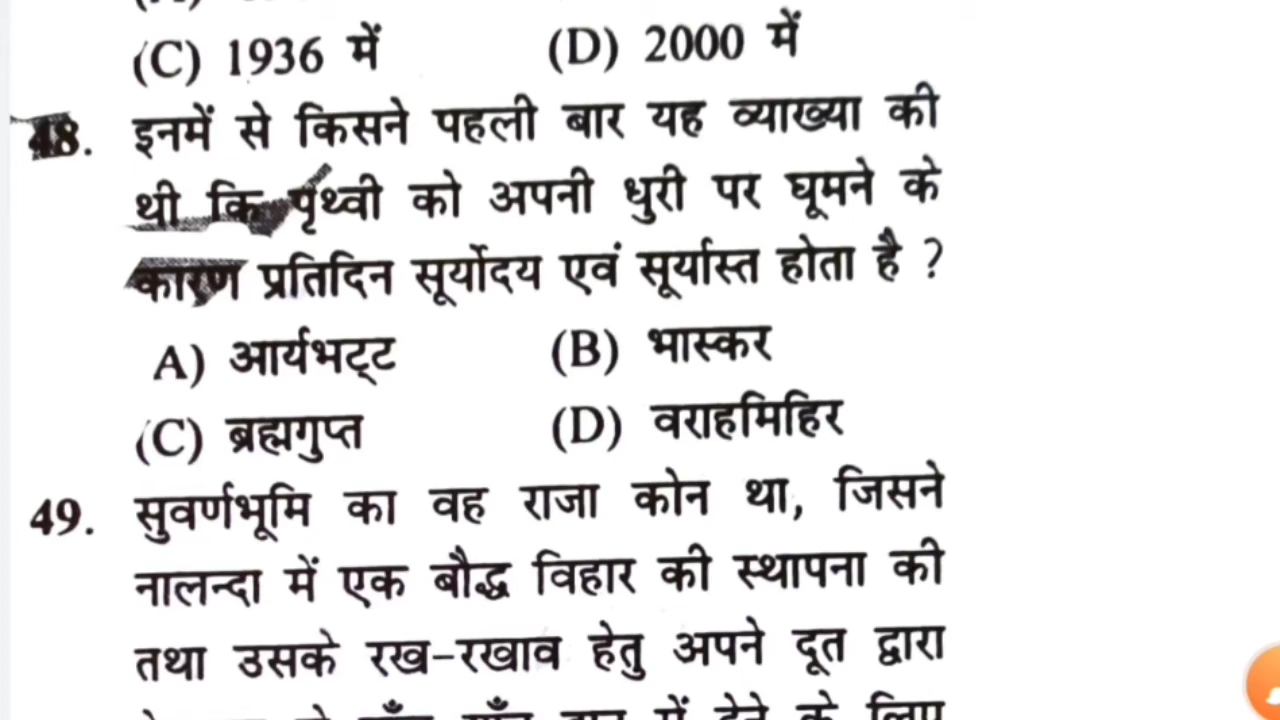 (C) 1936 में (D) 2000 में
48. इनमें से किसने पहली बार यह व्याख्या की
थी कि पृथ्वी को अपनी धुरी पर घूमने के
कारण प्रतिदिन सूर्योदय एवं सूर्यास्त होता है ?
A) आर्यभट्ट (B) भास्कर
(C) ब्रह्मगुप्त (D) वराहमिहिर
49. सुवर्णभूमि का वह राजा कोन था, जिसने
नालन्दा में एक बौद्ध विहार की स्थापना की
तथा उसके रख-रखाव हेतु अपने दूत द्वारा
में देने के लिए